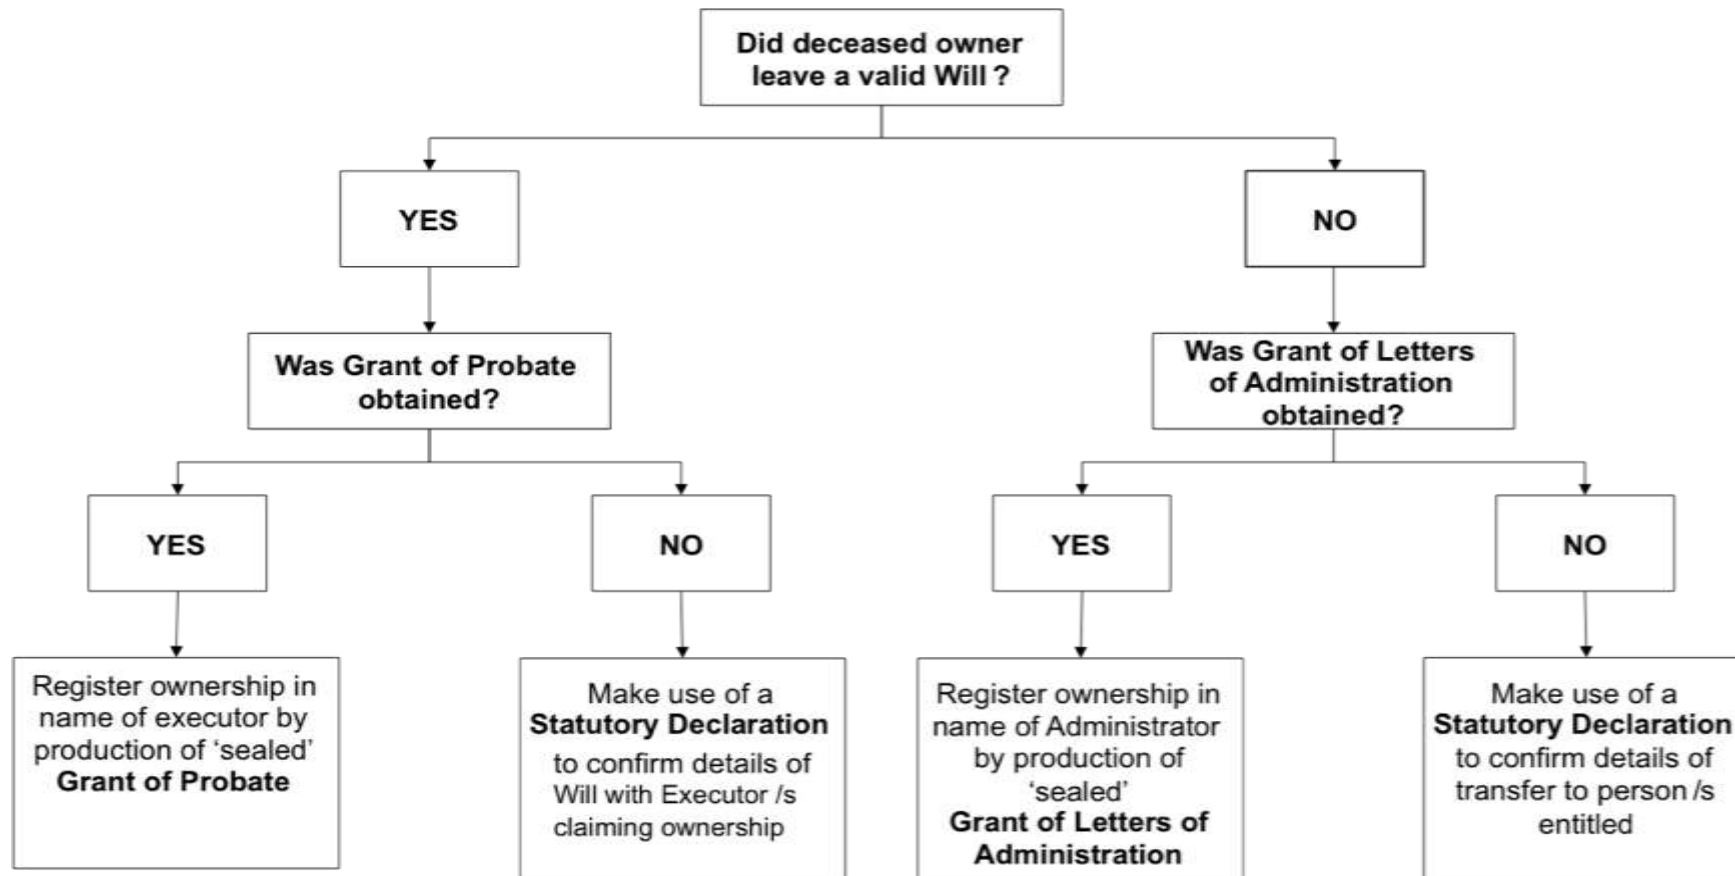 Did deceased owner
leave a valid Will ?
YES
NO
Was Grant of Probate
obtained?
Was Grant of Letters
of Administration
obtained?
YES
NO
YES
NO
Register ownership in
name of executor by
production of ‘sealed’
Grant of Probate
Make use of a
Statutory Declaration
to confirm details of
Will with Executor /s
claiming ownership
Register ownership in
name of Administrator
by production of
‘sealed’
Grant of Letters of
Administration
Make use of a
Statutory Declaration
to confirm details of
transfer to person /s
entitled